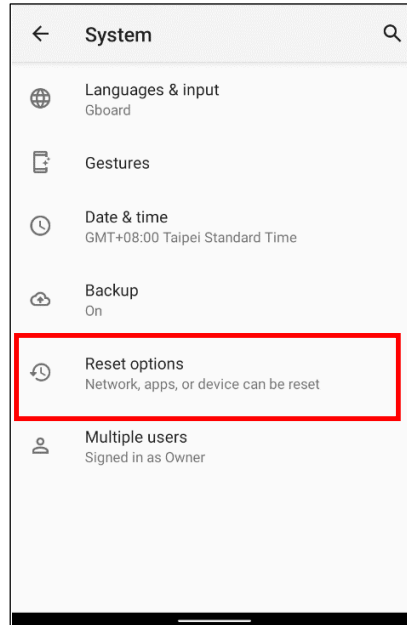 System
Languages & input
Gboard
Gestures
Date & time
GMT+08:00 Taipei Standard Time
Backup
On
Reset options
Network, apps, or device can be reset
Multiple users
Signed in as Owner